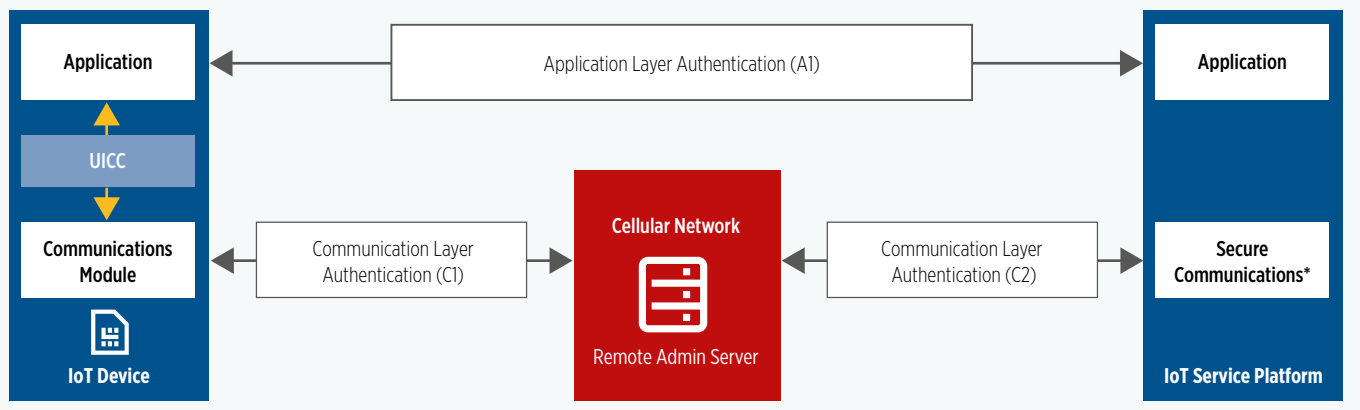 Application
Application Layer Authentication (A1)
Application
UICC
Communications
Module
Communication Layer
Authentication (C1)
Cellular Network
Remote Admin Server
Communication Layer
Authentication (C2)
Secure
Communications*
IoT Device
IoT Service Platform